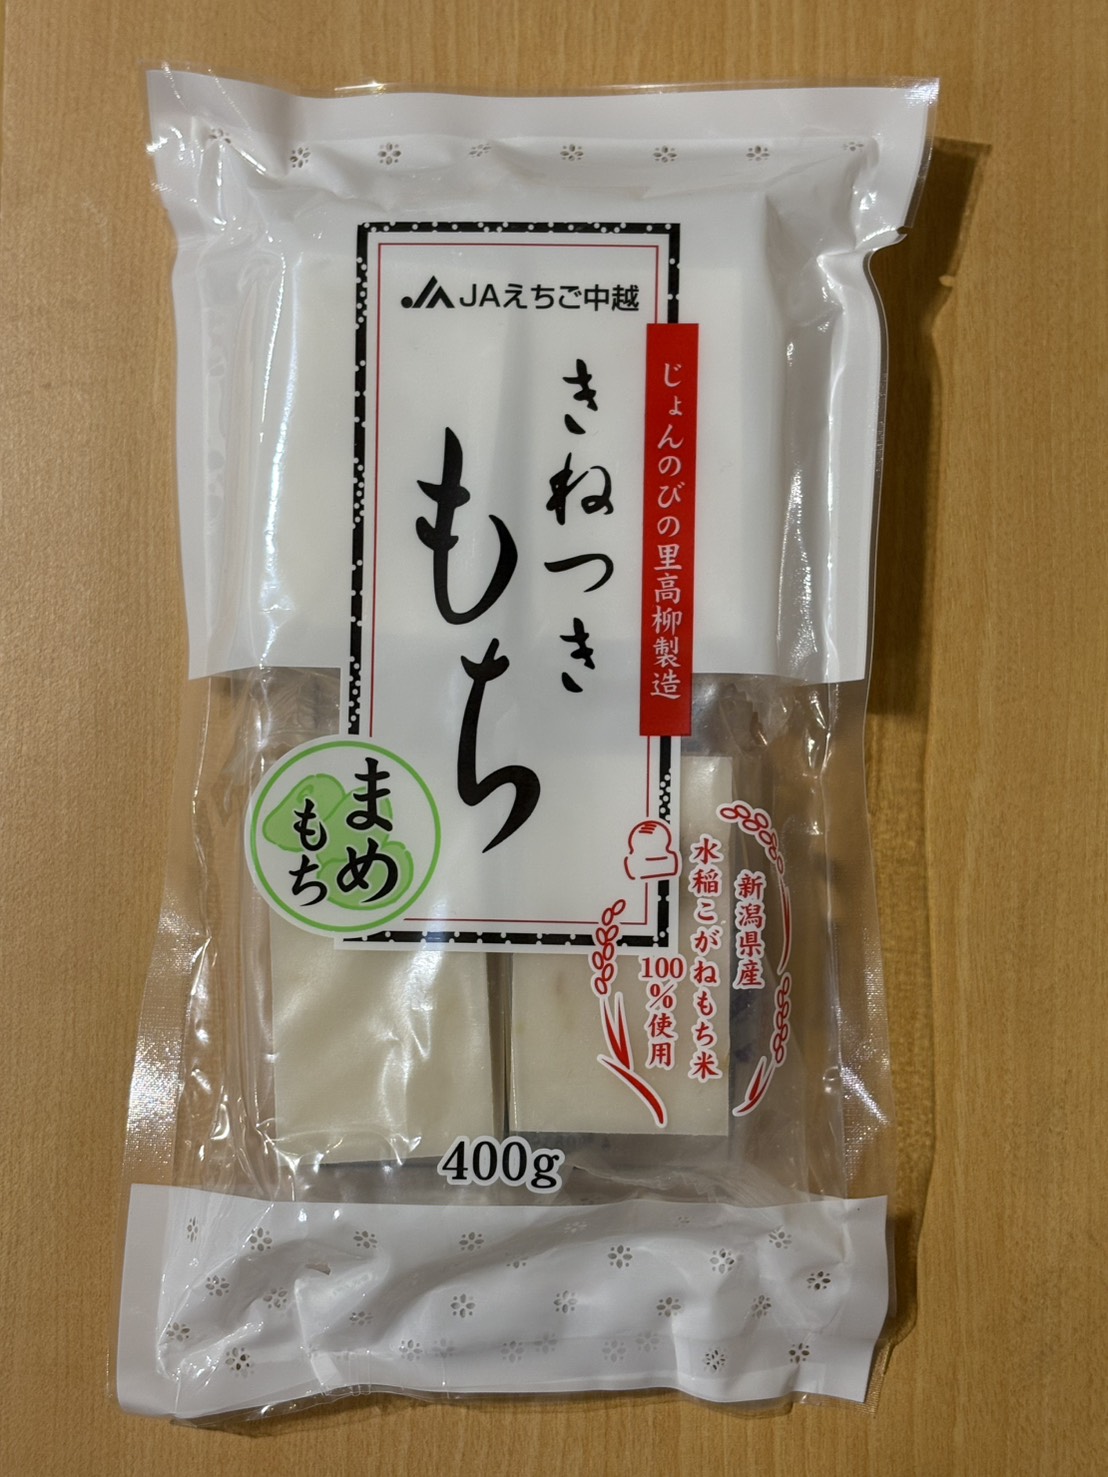 JAえちご中越
じょんのびの里高柳製造
きねつき
もち
まめ
もち
新潟県産
水稲こがねもち米
100%使用
400g